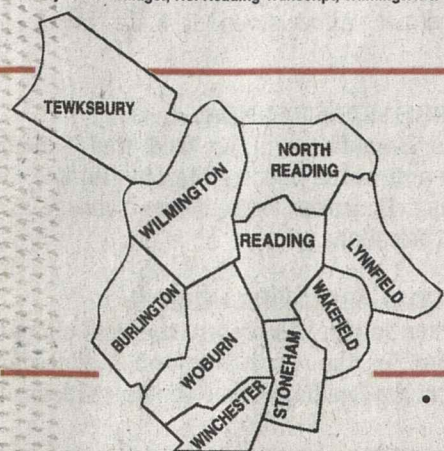 TEWKSBURY
NORTH
READING
WILMINGTON
READING
LYNNFIELD
BURLINGTON
WAKEFIELD
WOBURN
STONEHAM
WINCHESTER